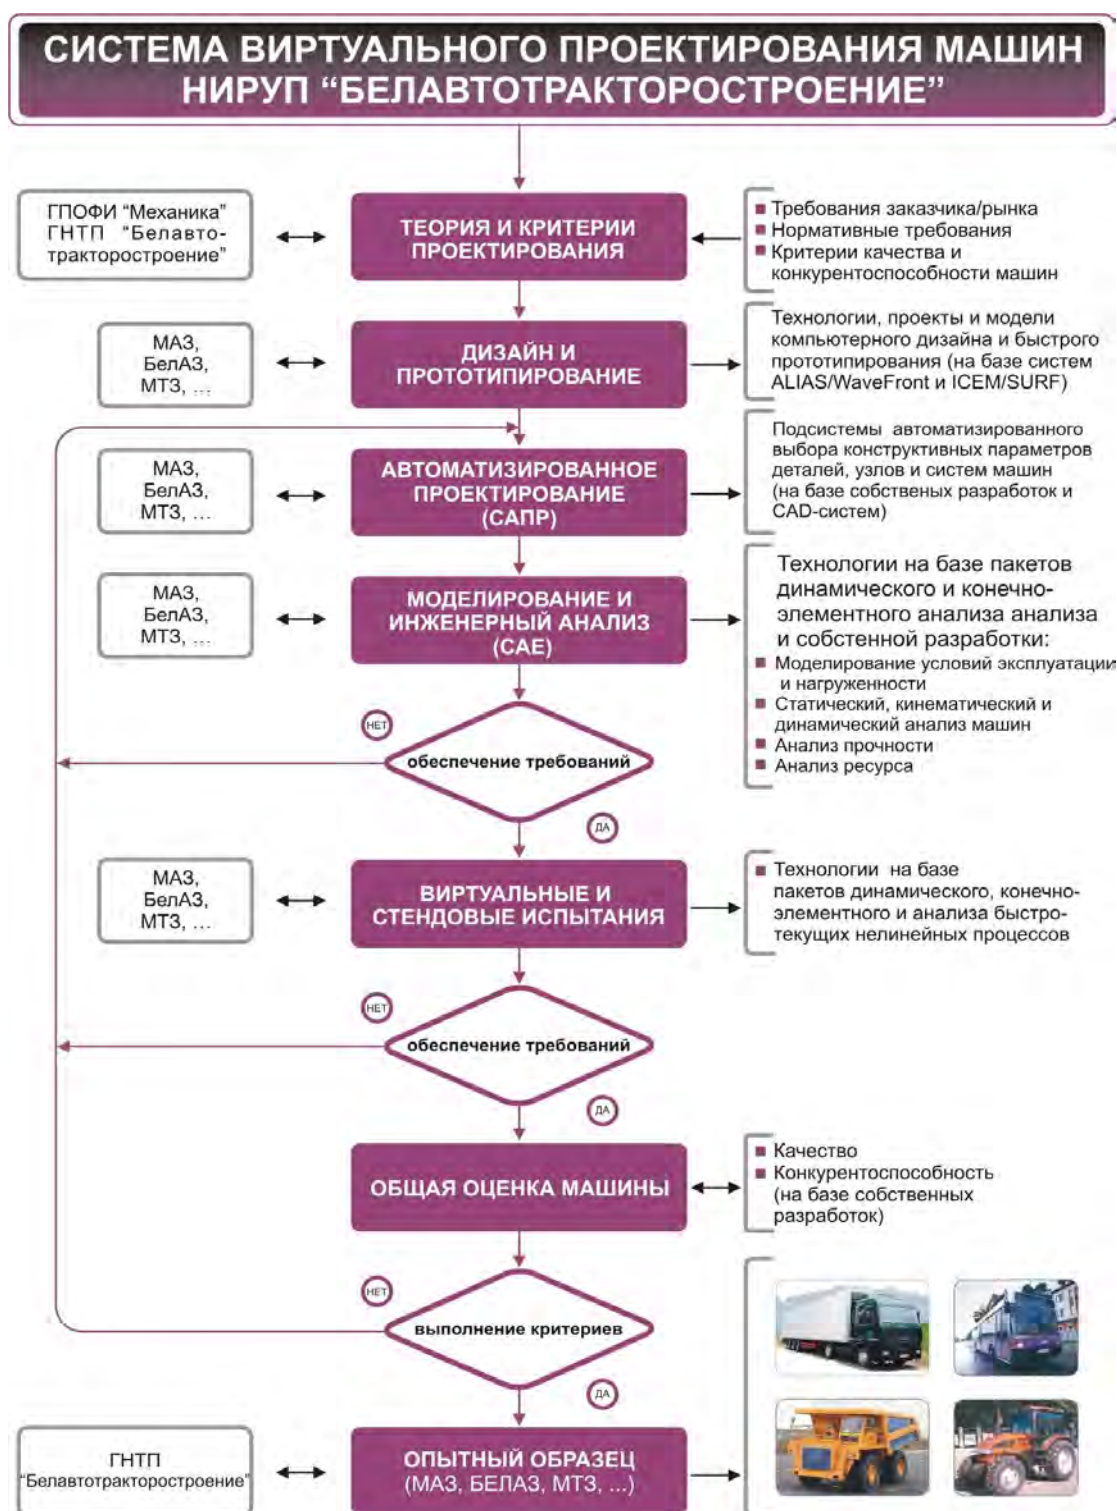 СИСТЕМА ВИРТУАЛЬНОГО ПРОЕКТИРОВАНИЯ МАШИН
НИРУП “БЕЛАВТОТРАКТОРОСТРОЕНИЕ”
ГПОФИ “Механика”
ГНТП “Белавто-
тракторостроение”
ТЕОРИЯ И КРИТЕРИИ
ПРОЕКТИРОВАНИЯ
Требования заказчика/рынка
Нормативные требования
Критерии качества и
конкурентоспособности машин
МАЗ,
БелАЗ,
МТЗ, ...
ДИЗАЙН И
ПРОТОТИПИРОВАНИЕ
Технологии, проекты и модели
компьютерного дизайна и быстрого
прототипирования (на базе систем
ALIAS/WaveFront и ICEM/SURF)
МАЗ,
БелАЗ,
МТЗ, ...
АВТОМАТИЗИРОВАННОЕ
ПРОЕКТИРОВАНИЕ
(САПР)
Подсистемы автоматизированного
выбора конструктивных параметров
деталей, узлов и систем машин
(на базе собственых разработок и
CAD-систем)
МАЗ,
БелАЗ,
МТЗ, ...
МОДЕЛИРОВАНИЕ И
ИНЖЕНЕРНЫЙ АНАЛИЗ
(CAE)
Технологии на базе пакетов
динамического и конечно-
элементного анализа анализа
и собстенной разработки:
Моделирование условий эксплуатации
и нагруженности
Статический, кинематический и
динамический анализ машин
Анализ прочности
Анализ ресурса
НЕТ
обеспечение требований
ДА
МАЗ,
БелАЗ,
МТЗ, ...
ВИРТУАЛЬНЫЕ И
СТЕНДОВЫЕ ИСПЫТАНИЯ
Технологии на базе
пакетов динамического, конечно-
элементного и анализа быстро-
текущих нелинейных процессов
НЕТ
обеспечение требований
ДА
ОБЩАЯ ОЦЕНКА МАШИНЫ
Качество
Конкурентоспособность
(на базе собственных
разработок)
НЕТ
выполнение критериев
ДА
ГНТП
“Белавтотракторостроение”
ОПЫТНЫЙ ОБРАЗЕЦ
(МАЗ, БЕЛАЗ, МТЗ, ...)